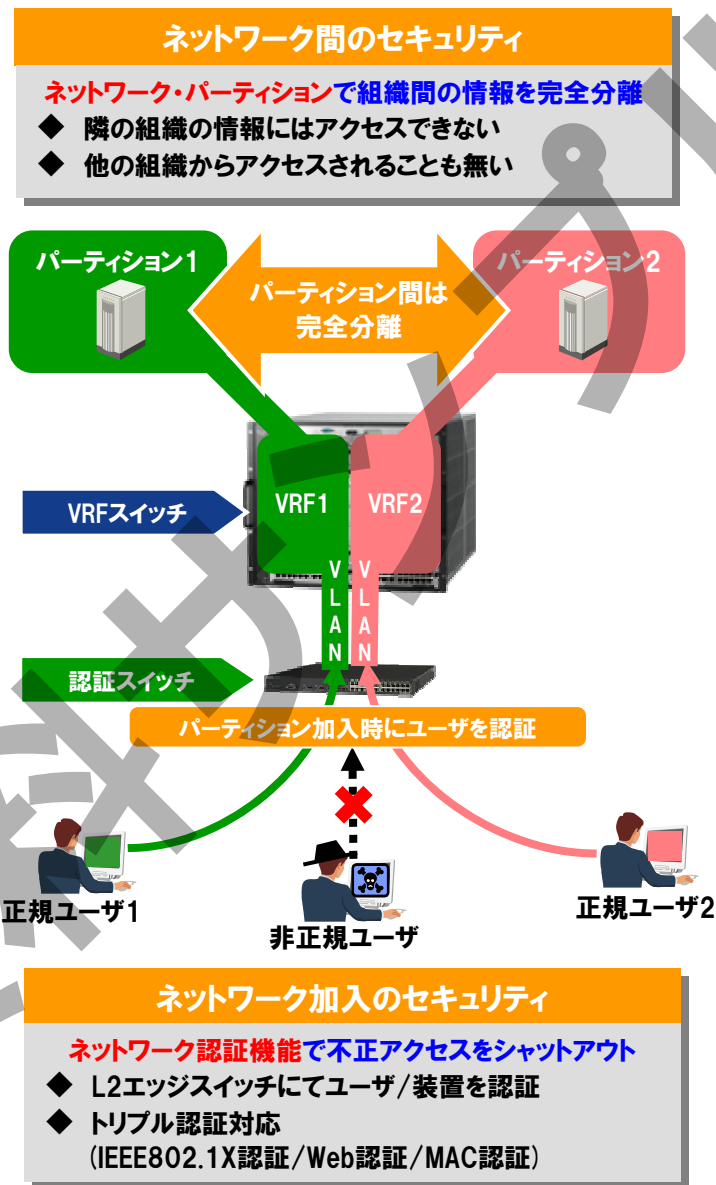 ネットワーク間のセキュリティ
ネットワーク・パーティションで組織間の情報を完全分離
◆ 隣の組織の情報にはアクセスできない
◆ 他の組織からアクセスされることも無い
パーティション1
パーティション間は
完全分離
パーティション2
VRFスイッチ
VRF1
VRF2
VLAN
VLAN
認証スイッチ
パーティション加入時にユーザを認証
正規ユーザ1
非正規ユーザ
正規ユーザ2
ネットワーク加入のセキュリティ
ネットワーク認証機能で不正アクセスをシャットアウト
◆ L2エッジスイッチにてユーザ/装置を認証
◆ トリプル認証対応
(IEEE802.1X認証/Web認証/MAC認証)
料サンプル